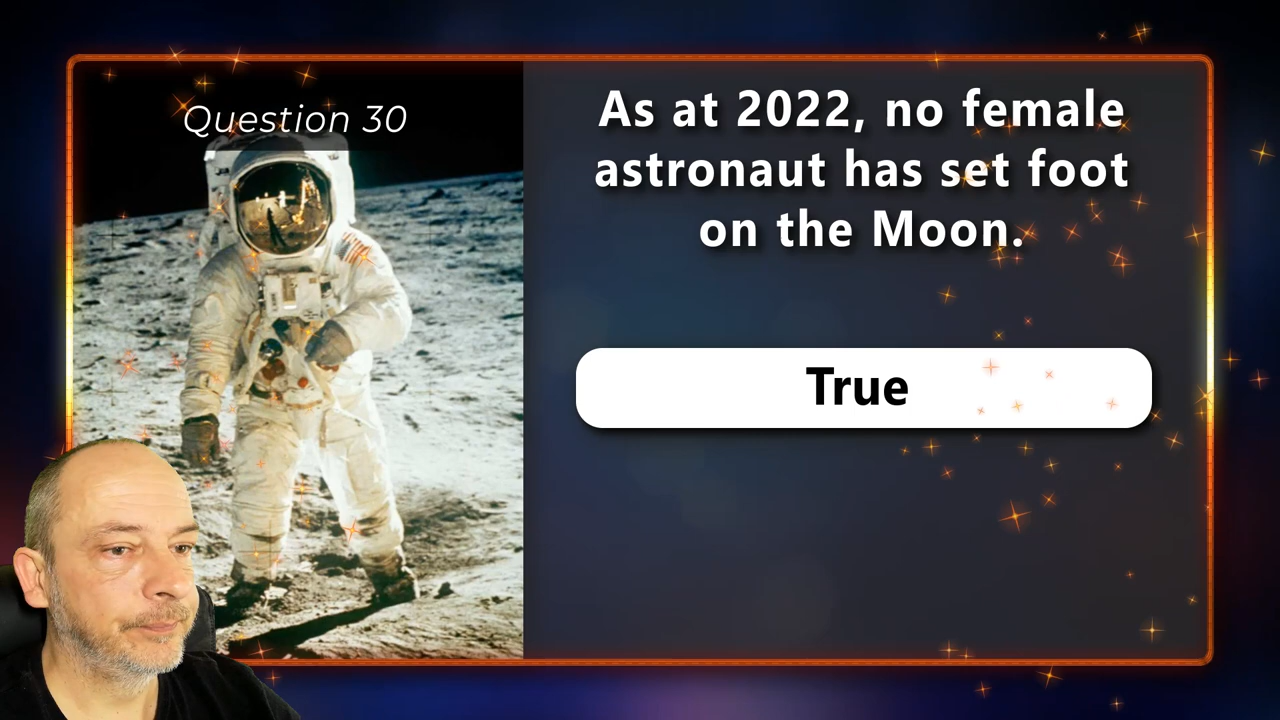 Question 30
As at 2022, no female
astronaut has set foot
on the Moon.
True